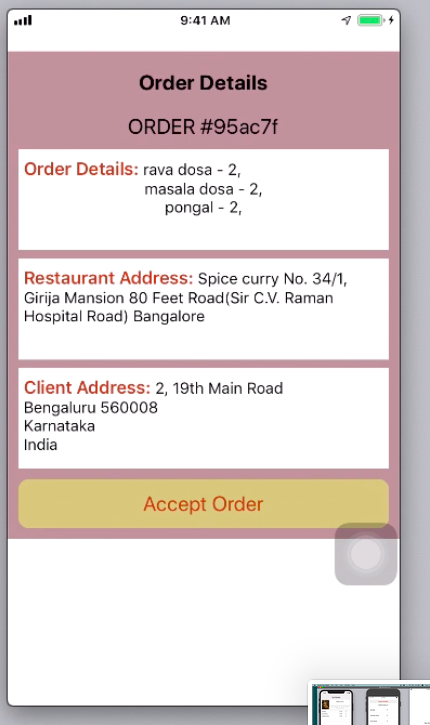 9:41 AM
Order Details
ORDER #95ac7f
Order Details: rava dosa - 2,
masala dosa - 2,
pongal - 2,
Restaurant Address: Spice curry No. 34/1,
Girija Mansion 80 Feet Road(Sir C.V. Raman
Hospital Road) Bangalore
Client Address: 2, 19th Main Road
Bengaluru 560008
Karnataka
India
Accept Order